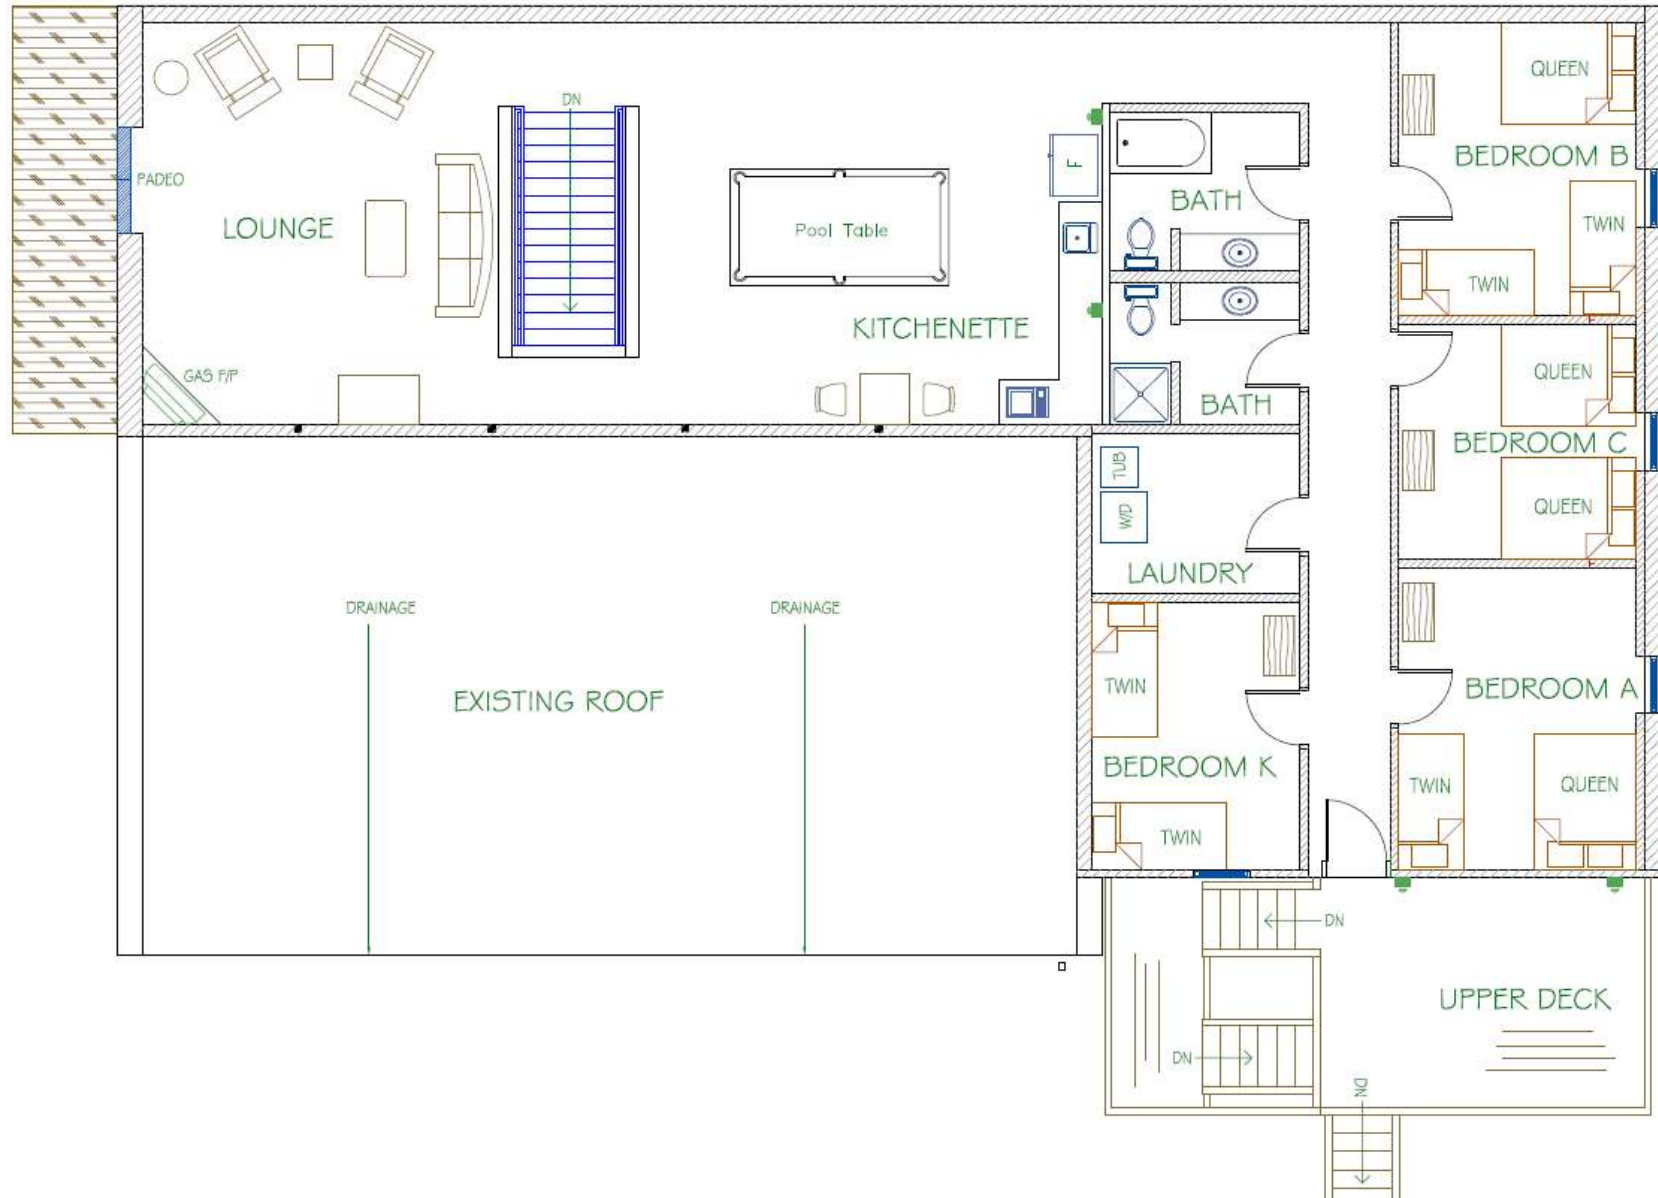 QUEEN
DN
PADEO
LOUNGE
Pool Table
F
BATH
BEDROOM B
TWIN
TWIN
KITCHENETTE
GAS F/P
BATH
QUEEN
BEDROOM C
QUEEN
TUB
W/D
LAUNDRY
DRAINAGE
DRAINAGE
EXISTING ROOF
TWIN
BEDROOM A
BEDROOM K
TWIN
QUEEN
TWIN
DN
UPPER DECK
DN
DN